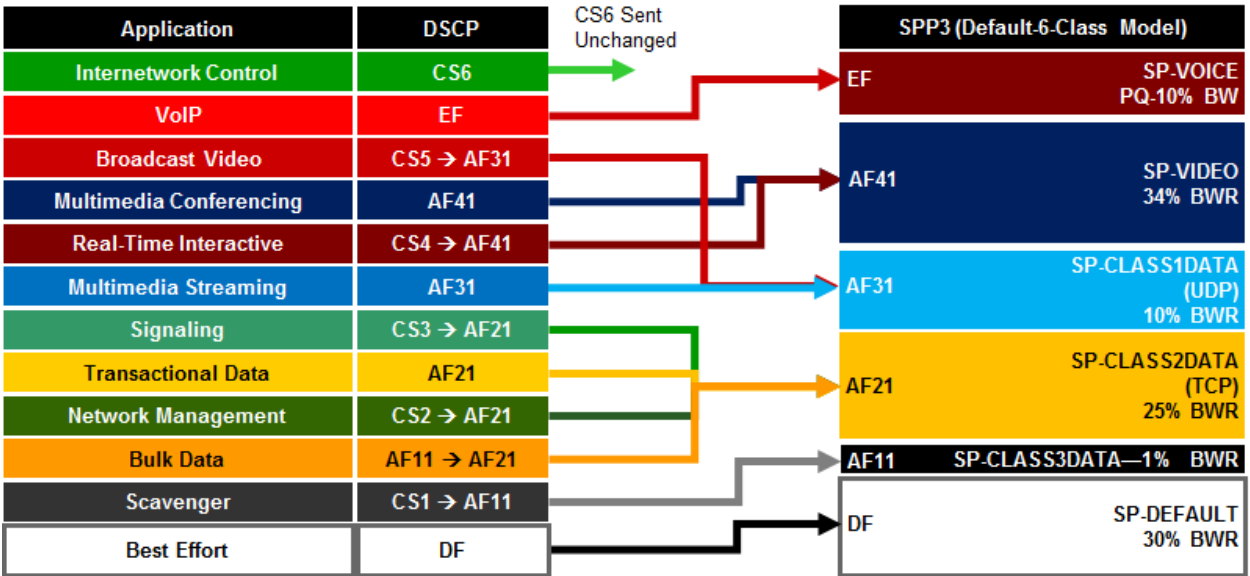 Application DSCP
CS6 Sent
Unchanged
Internetwork Control CS6
VoIP EF
Broadcast Video CS5 → AF31
Multimedia Conferencing AF41
Real-Time Interactive CS4 → AF41
Multimedia Streaming AF31
Signaling CS3 → AF21
Transactional Data AF21
Network Management CS2 → AF21
Bulk Data AF11 → AF21
Scavenger CS1 → AF11
Best Effort DF
SPP3 (Default-6-Class Model)
EF SP-VOICE
PQ-10% BW
AF41 SP-VIDEO
34% BWR
SP-CLASS1DATA
AF31 (UDP)
10% BWR
SP-CLASS2DATA
AF21 (TCP)
25% BWR
AF11 SP-CLASS3DATA—1% BWR
DF SP-DEFAULT
30% BWR